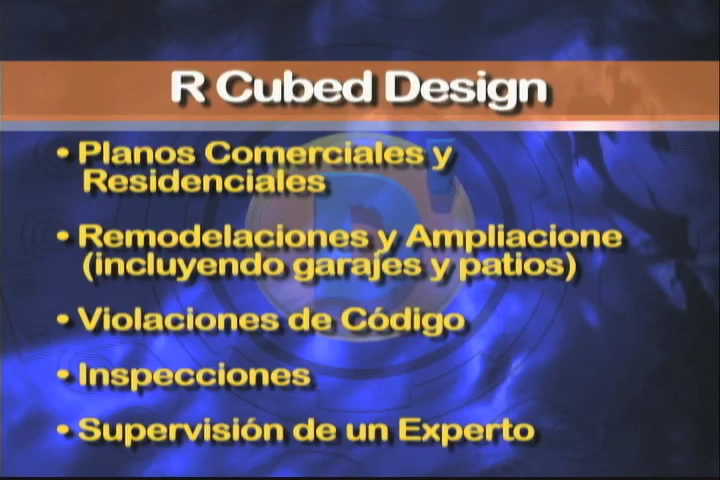 R Cubed Design
• Planos Comerciales y
Residenciales
• Remodelaciones y Ampliacione
(incluyendo garajes y patios)
• Violaciones de Código
• Inspecciones
• Supervisión de un Experto